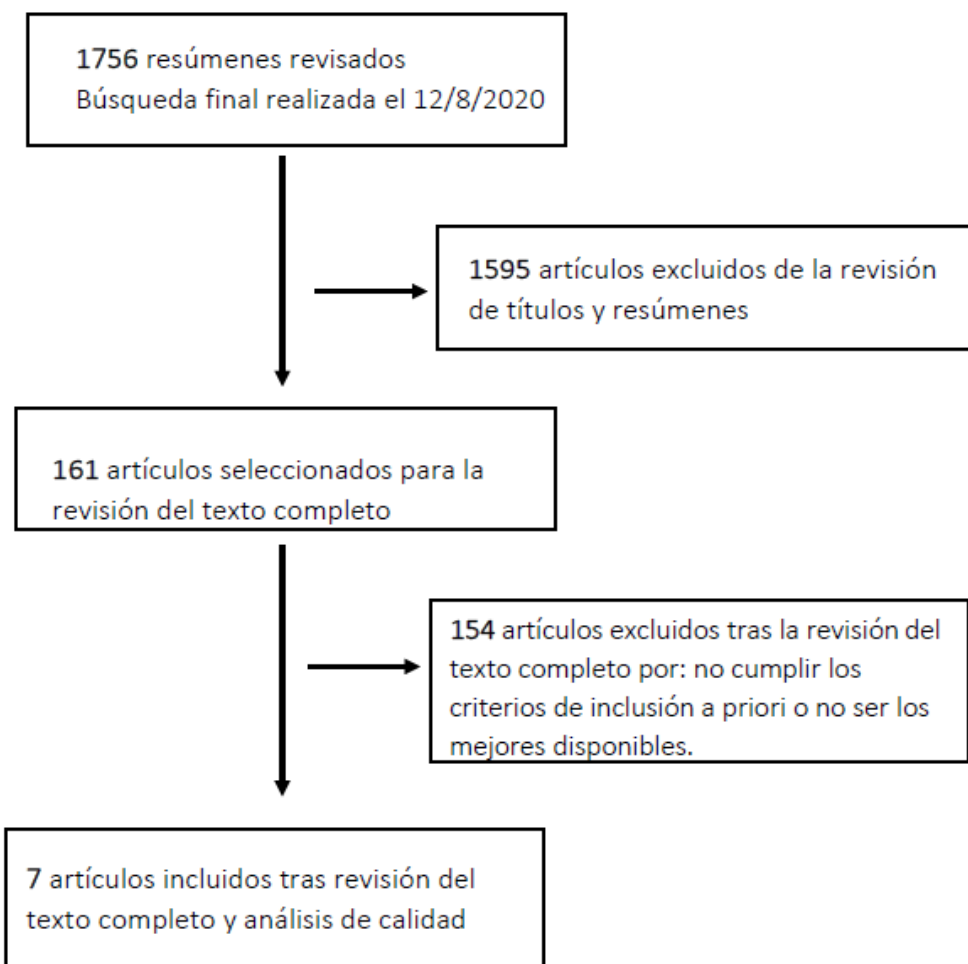 1756 resúmenes revisados
Búsqueda final realizada el 12/8/2020
1595 artículos excluidos de la revisión
de títulos y resúmenes
161 artículos seleccionados para la
revisión del texto completo
154 artículos excluidos tras la revisión del
texto completo por: no cumplir los
criterios de inclusión a priori o no ser los
mejores disponibles.
7 artículos incluidos tras revisión del
texto completo y análisis de calidad